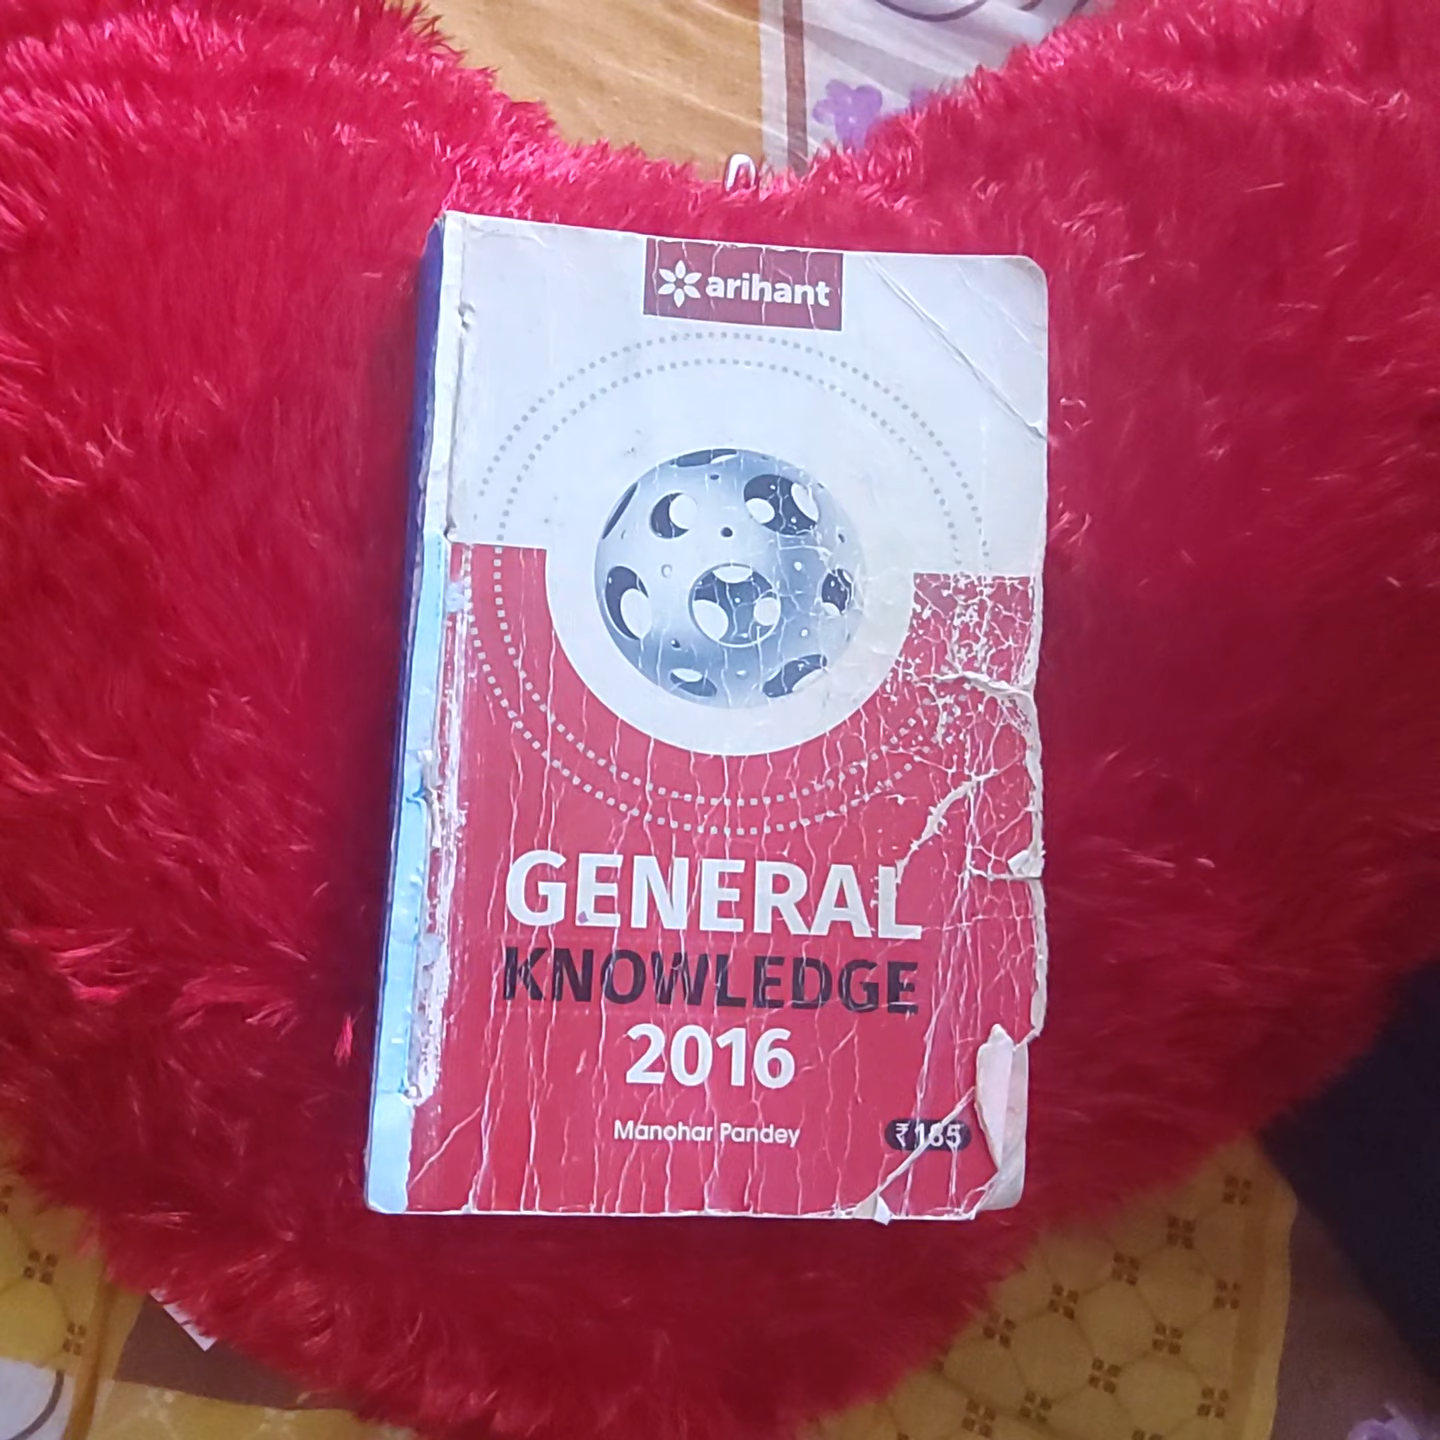 arihant
GENERAL
KNOWLEDGE
2016
Manohar Pandey
₹165